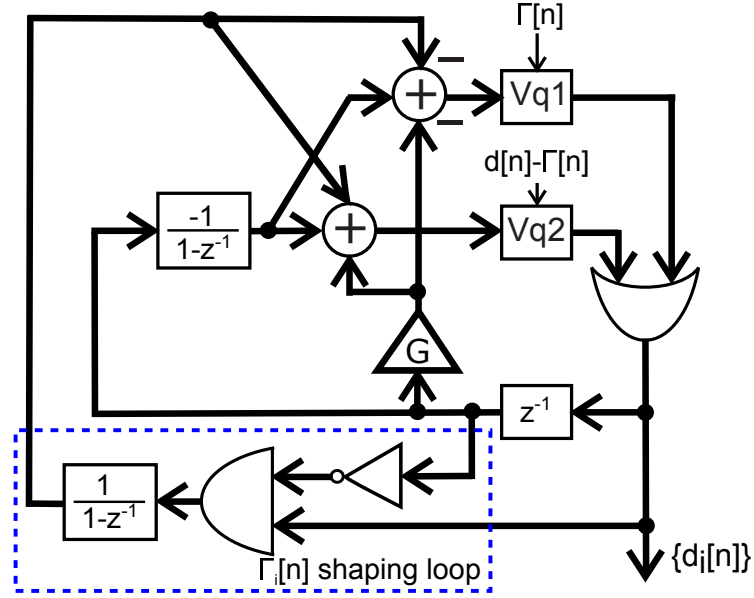 Γ[n]
−
+
Vq1
−
d[n]-Γ[n]
-1
1-z⁻¹
+
Vq2
G
z⁻¹
1
1-z⁻¹
Γᵢ[n] shaping loop
{dᵢ[n]}